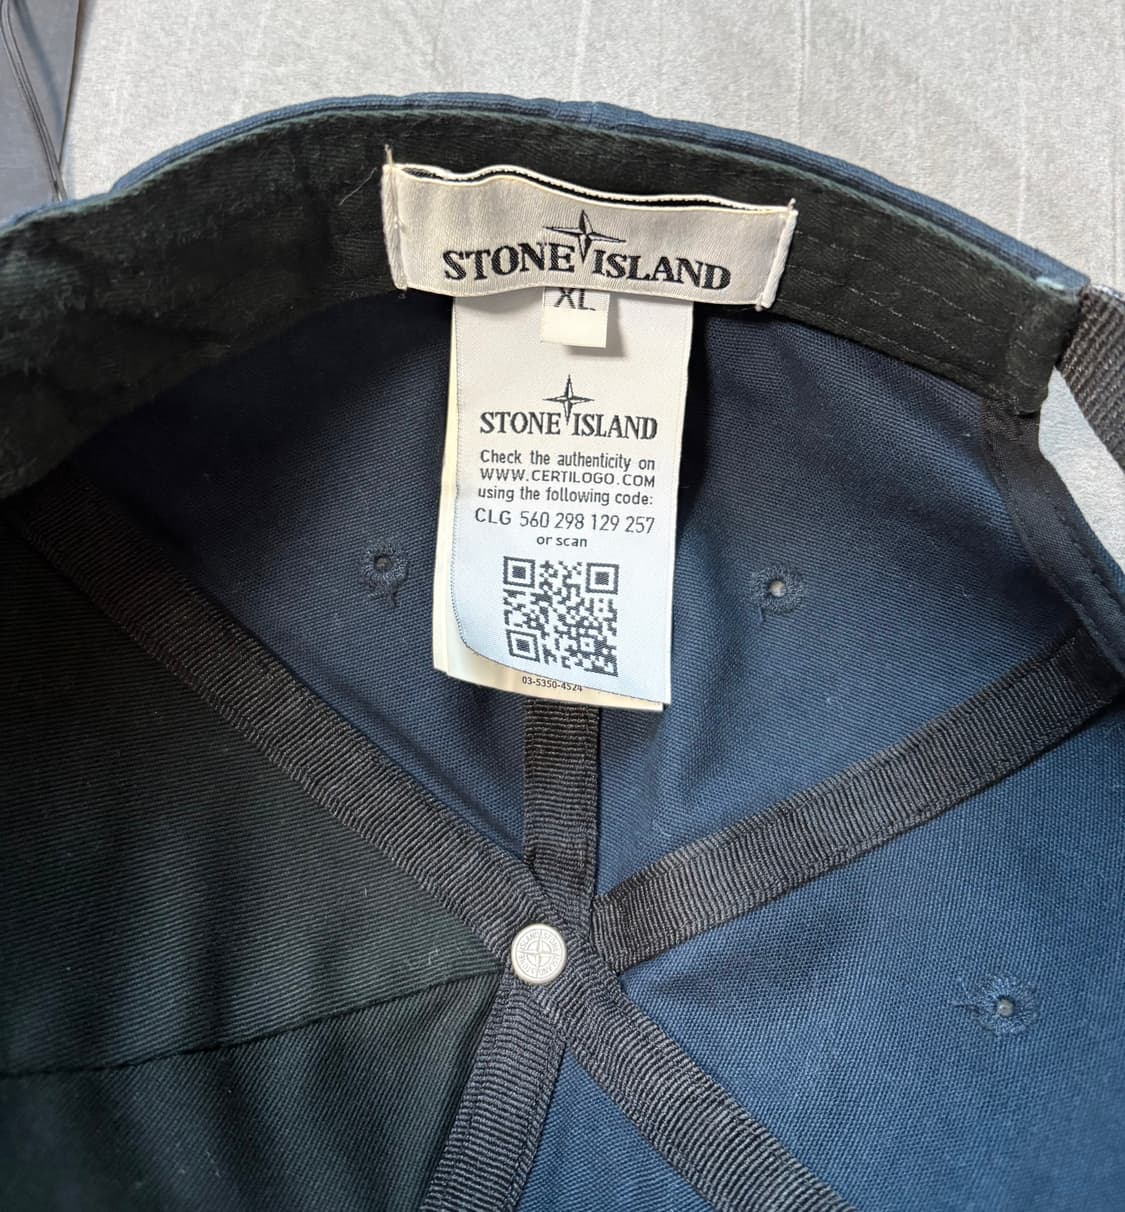 STONE ISLAND
XL
STONE ISLAND
Check the authenticity on
WWW.CERTILOGO.COM
using the following code:
CLG 560 298 129 257
or scan
03-5350-4524